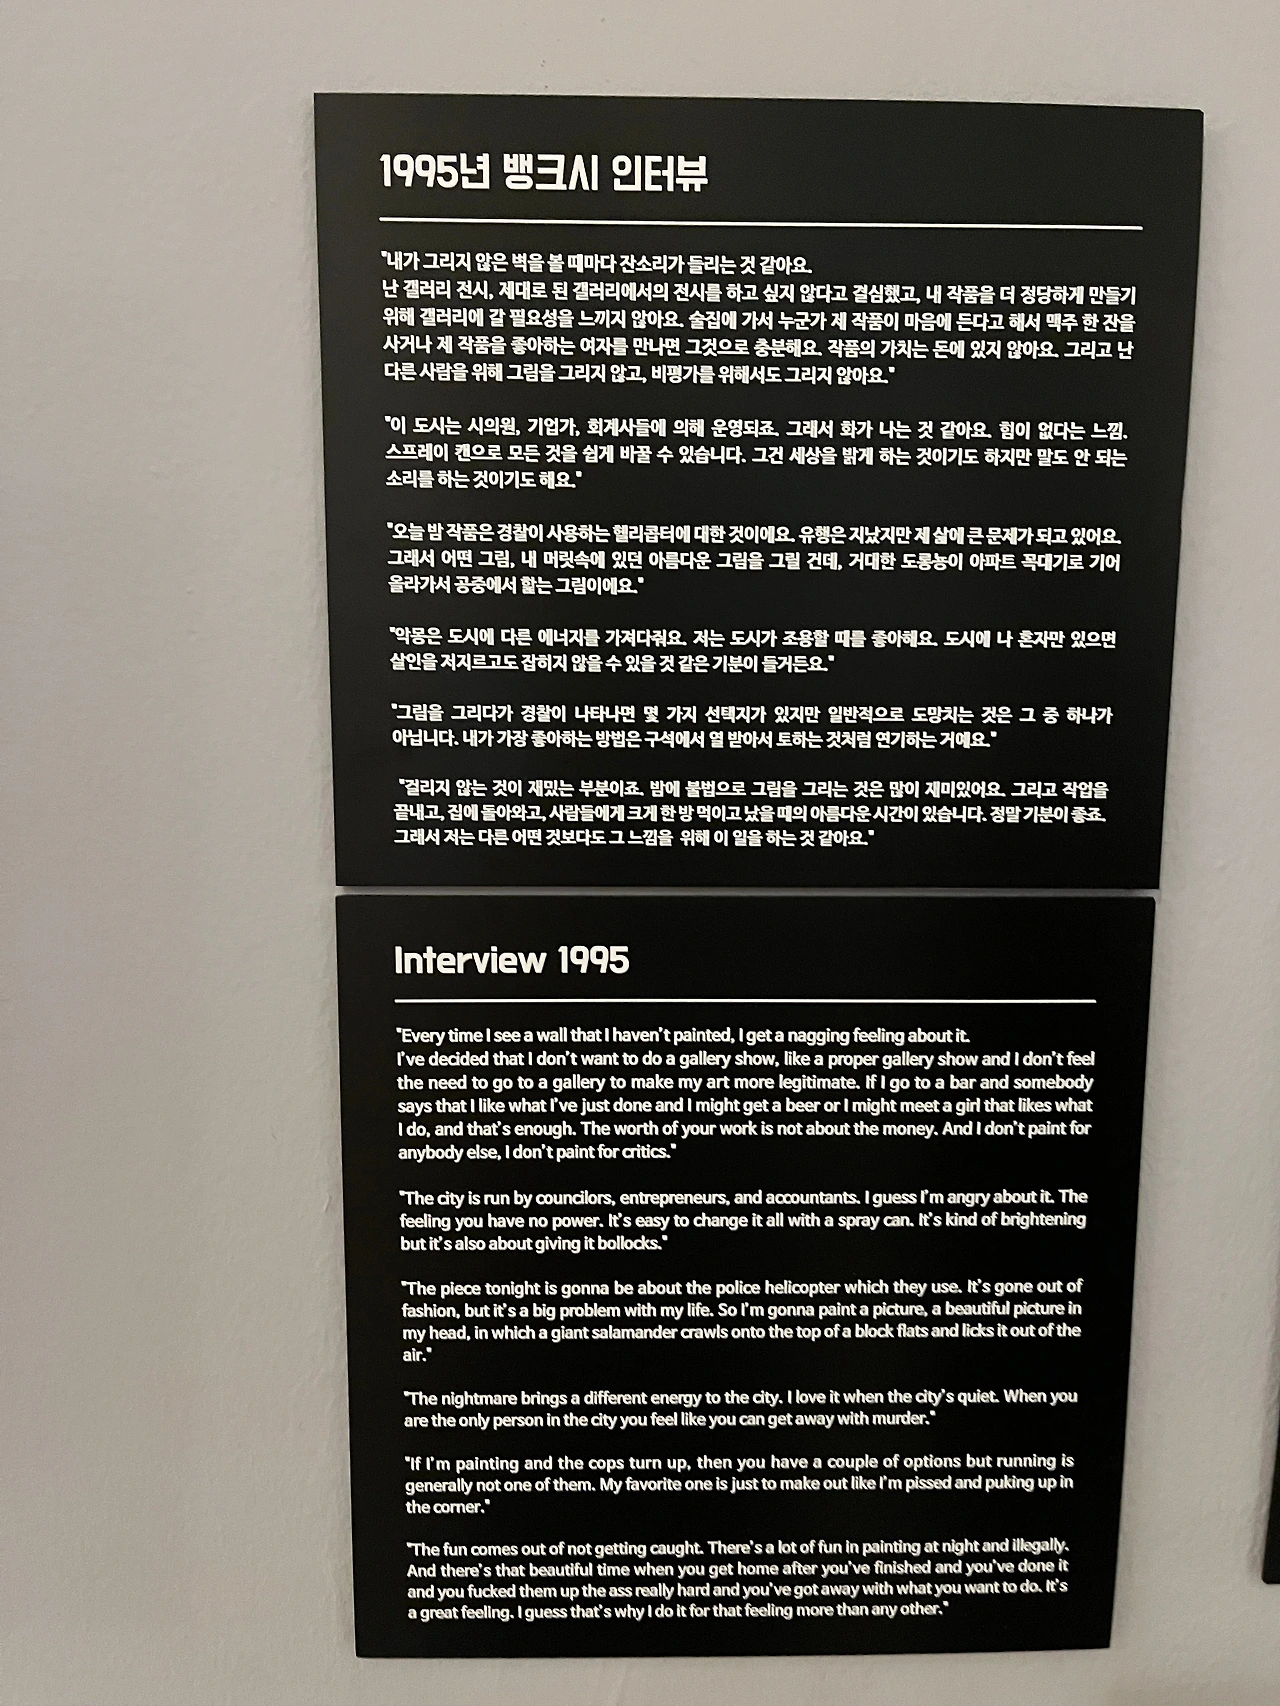 1995년 뱅크시 인터뷰
"내가 그리지 않은 벽을 볼 때마다 잔소리가 들리는 것 같아요.
난 갤러리 전시, 제대로 된 갤러리에서의 전시를 하고 싶지 않다고 결심했고, 내 작품을 더 정당하게 만들기
위해 갤러리에 갈 필요성을 느끼지 않아요. 술집에 가서 누군가 제 작품이 마음에 든다고 해서 맥주 한 잔을
사거나 제 작품을 좋아하는 여자를 만나면 그것으로 충분해요. 작품의 가치는 돈에 있지 않아요. 그리고 난
다른 사람을 위해 그림을 그리지 않고, 비평가를 위해서도 그리지 않아요."
"이 도시는 시의원, 기업가, 회계사들에 의해 운영되죠. 그래서 화가 나는 것 같아요. 힘이 없다는 느낌.
스프레이 캔으로 모든 것을 쉽게 바꿀 수 있습니다. 그건 세상을 밝게 하는 것이기도 하지만 말도 안 되는
소리를 하는 것이기도 해요."
"오늘 밤 작품은 경찰이 사용하는 헬리콥터에 대한 것이에요. 유행은 지났지만 제 삶에 큰 문제가 되고 있어요.
그래서 어떤 그림, 내 머릿속에 있던 아름다운 그림을 그릴 건데, 거대한 도롱뇽이 아파트 꼭대기로 기어
올라가서 공중에서 핥는 그림이에요."
"악몽은 도시에 다른 에너지를 가져다줘요. 저는 도시가 조용할 때를 좋아해요. 도시에 나 혼자만 있으면
살인을 저지르고도 잡히지 않을 수 있을 것 같은 기분이 들거든요."
"그림을 그리다가 경찰이 나타나면 몇 가지 선택지가 있지만 일반적으로 도망치는 것은 그 중 하나가
아닙니다. 내가 가장 좋아하는 방법은 구석에서 열 받아서 토하는 것처럼 연기하는 거예요."
"걸리지 않는 것이 재밌는 부분이죠. 밤에 불법으로 그림을 그리는 것은 많이 재미있어요. 그리고 작업을
끝내고, 집에 돌아와고, 사람들에게 크게 한 방 먹이고 났을 때의 아름다운 시간이 있습니다. 정말 기분이 좋죠.
그래서 저는 다른 어떤 것보다도 그 느낌을 위해 이 일을 하는 것 같아요."
Interview 1995
"Every time I see a wall that I haven't painted, I get a nagging feeling about it.
I've decided that I don't want to do a gallery show, like a proper gallery show and I don't feel
the need to go to a gallery to make my art more legitimate. If I go to a bar and somebody
says that I like what I've just done and I might get a beer or I might meet a girl that likes what
I do, and that's enough. The worth of your work is not about the money. And I don't paint for
anybody else, I don't paint for critics."
"The city is run by councilors, entrepreneurs, and accountants. I guess I'm angry about it. The
feeling you have no power. It's easy to change it all with a spray can. It's kind of brightening
but it's also about giving it bollocks."
"The piece tonight is gonna be about the police helicopter which they use. It's gone out of
fashion, but it's a big problem with my life. So I'm gonna paint a picture, a beautiful picture in
my head, in which a giant salamander crawls onto the top of a block flats and licks it out of the
air."
"The nightmare brings a different energy to the city. I love it when the city's quiet. When you
are the only person in the city you feel like you can get away with murder."
"If I'm painting and the cops turn up, then you have a couple of options but running is
generally not one of them. My favorite one is just to make out like I'm pissed and puking up in
the corner."
"The fun comes out of not getting caught. There's a lot of fun in painting at night and illegally.
And there's that beautiful time when you get home after you've finished and you've done it
and you fucked them up the ass really hard and you've got away with what you want to do. It's
a great feeling. I guess that's why I do it for that feeling more than any other."